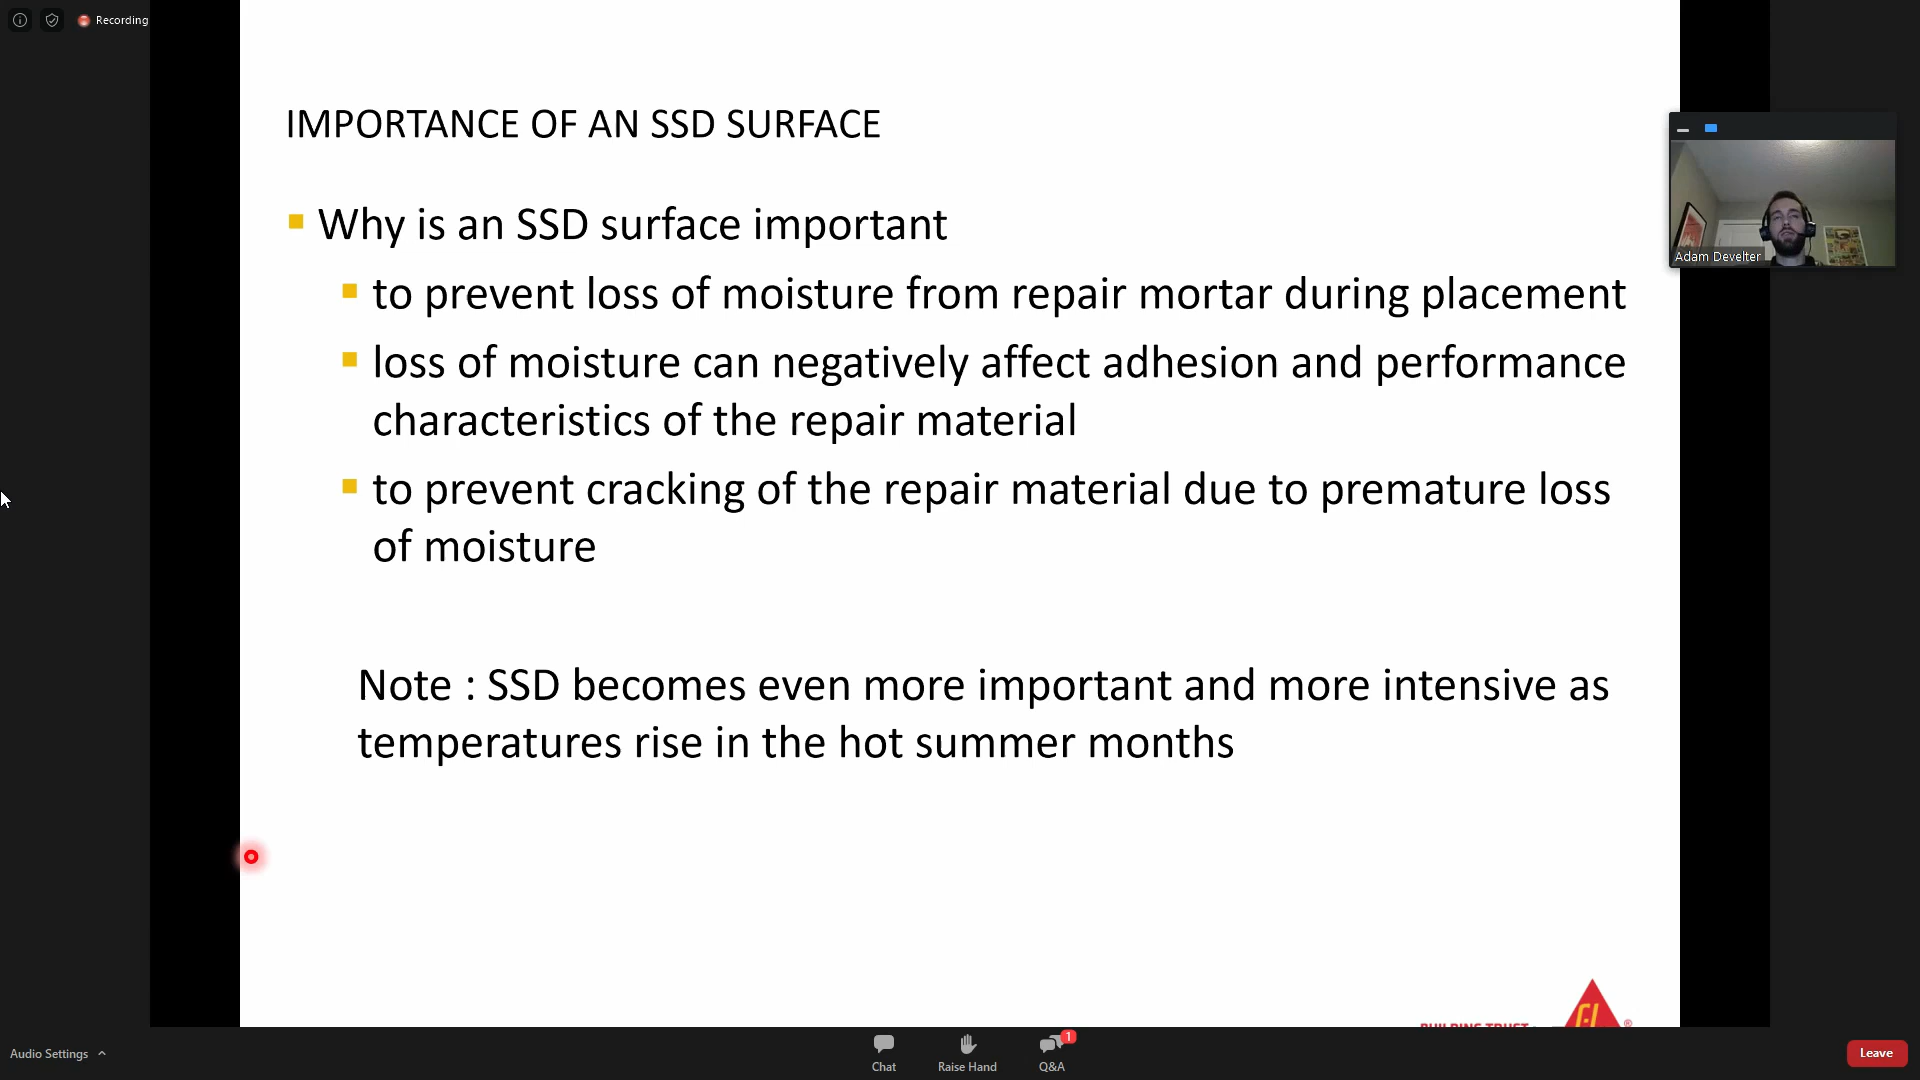 Recording
IMPORTANCE OF AN SSD SURFACE
Why is an SSD surface important
to prevent loss of moisture from repair mortar during placement
loss of moisture can negatively affect adhesion and performance
characteristics of the repair material
to prevent cracking of the repair material due to premature loss
of moisture
Note : SSD becomes even more important and more intensive as
temperatures rise in the hot summer months
Adam Develter
BUILDING TRUST
®
Audio Settings
Chat
Raise Hand
Q&A
1
Leave